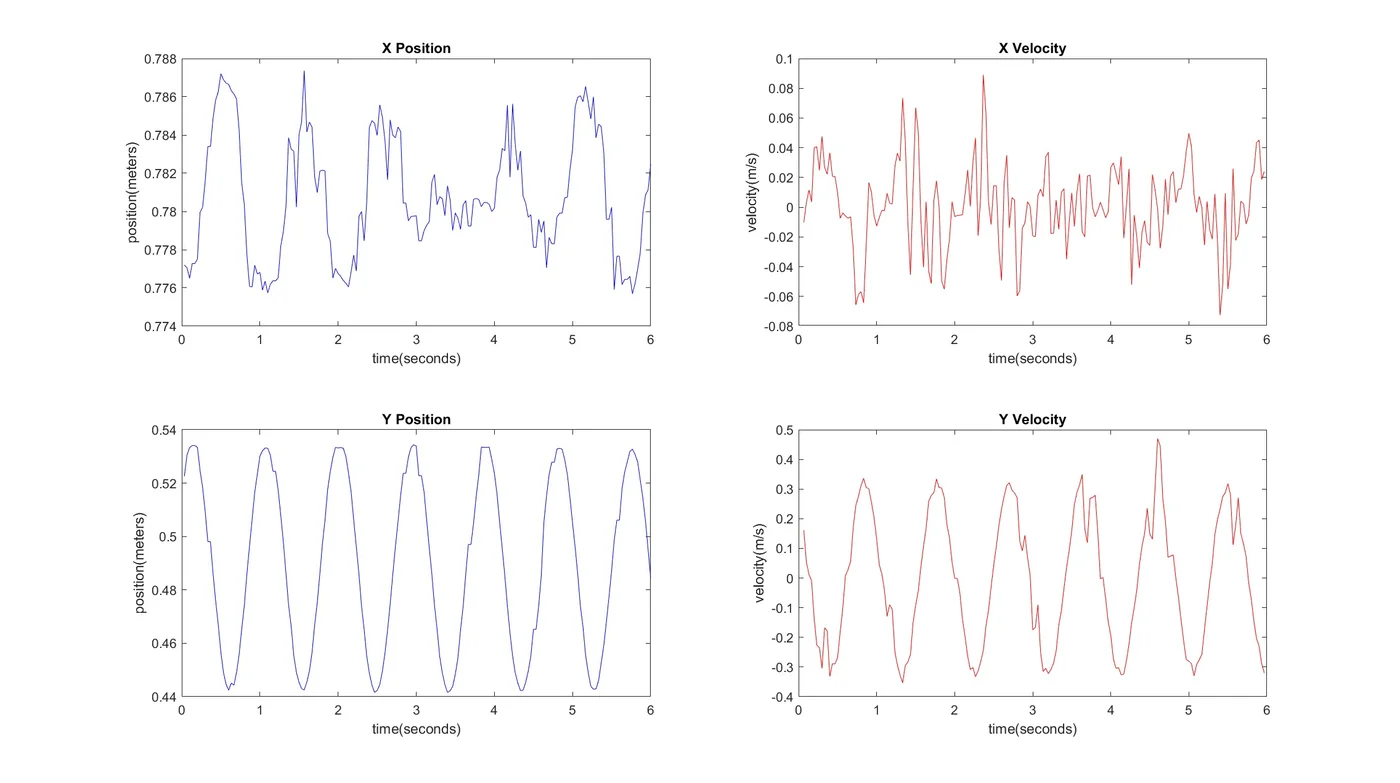 X Position
0.788
0.786
0.784
0.782
0.78
0.778
0.776
0.774
position(meters)
0 1 2 3 4 5 6
time(seconds)
X Velocity
0.1
0.08
0.06
0.04
0.02
0
-0.02
-0.04
-0.06
-0.08
velocity(m/s)
0 1 2 3 4 5 6
time(seconds)
Y Position
0.54
0.52
0.5
0.48
0.46
0.44
position(meters)
0 1 2 3 4 5 6
time(seconds)
Y Velocity
0.5
0.4
0.3
0.2
0.1
0
-0.1
-0.2
-0.3
-0.4
velocity(m/s)
0 1 2 3 4 5 6
time(seconds)